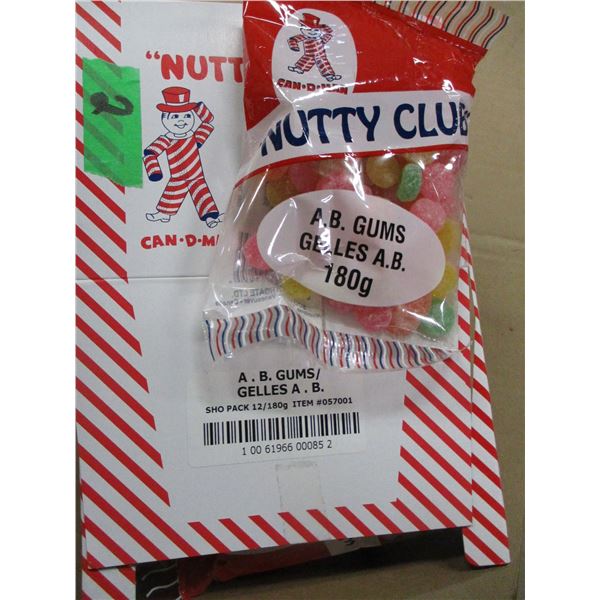 CAN·D·MAN
NUTTY CLUB
A.B. GUMS
GELLES A.B.
180g
"NUTT
2
CAN·D·M
A . B. GUMS/
GELLES A . B.
SHO PACK 12/180g ITEM #057001
1 00 61966 00085 2